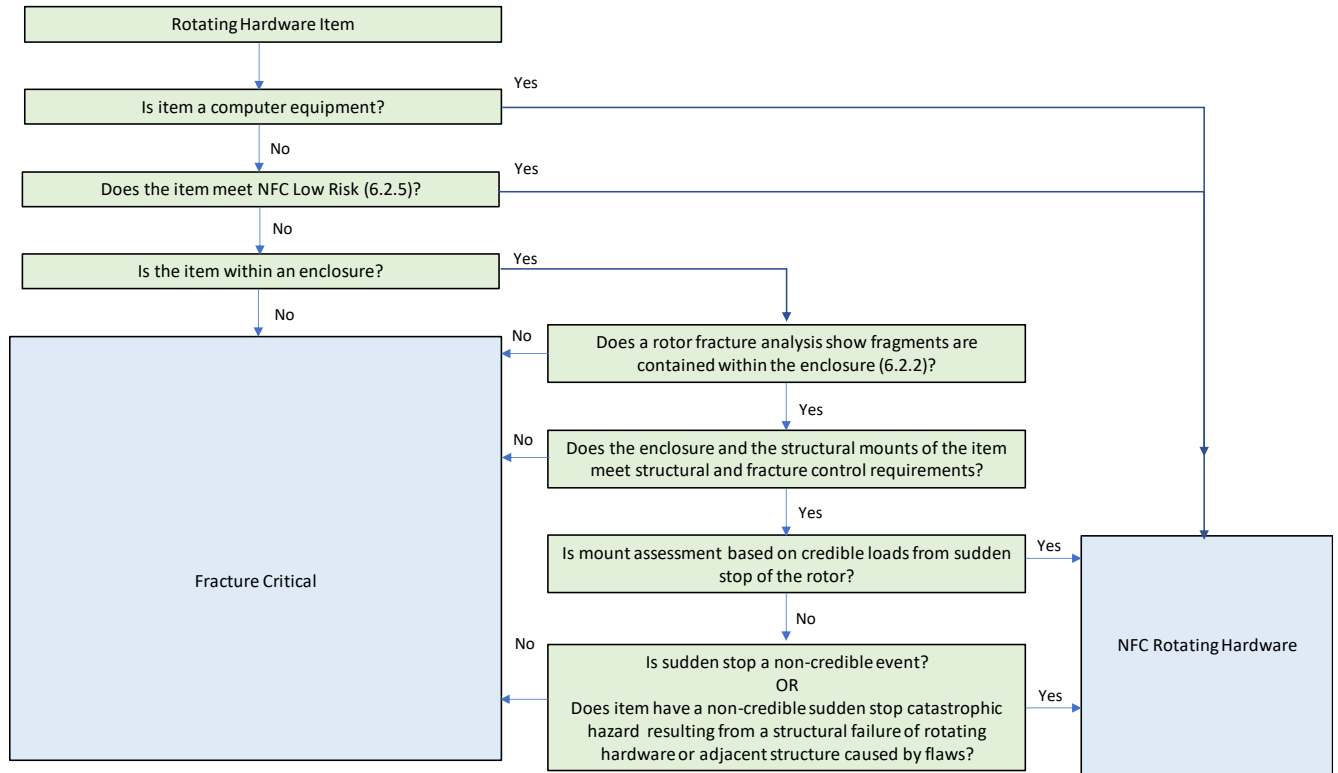 Rotating Hardware Item
Yes
Is item a computer equipment?
No
Yes
Does the item meet NFC Low Risk (6.2.5)?
No
Yes
Is the item within an enclosure?
No
No
Does a rotor fracture analysis show fragments are
contained within the enclosure (6.2.2)?
Yes
No
Does the enclosure and the structural mounts of the item
meet structural and fracture control requirements?
Yes
Is mount assessment based on credible loads from sudden
stop of the rotor?
Yes
Fracture Critical
No
No
Is sudden stop a non-credible event?
OR
Does item have a non-credible sudden stop catastrophic
hazard resulting from a structural failure of rotating
hardware or adjacent structure caused by flaws?
Yes
NFC Rotating Hardware